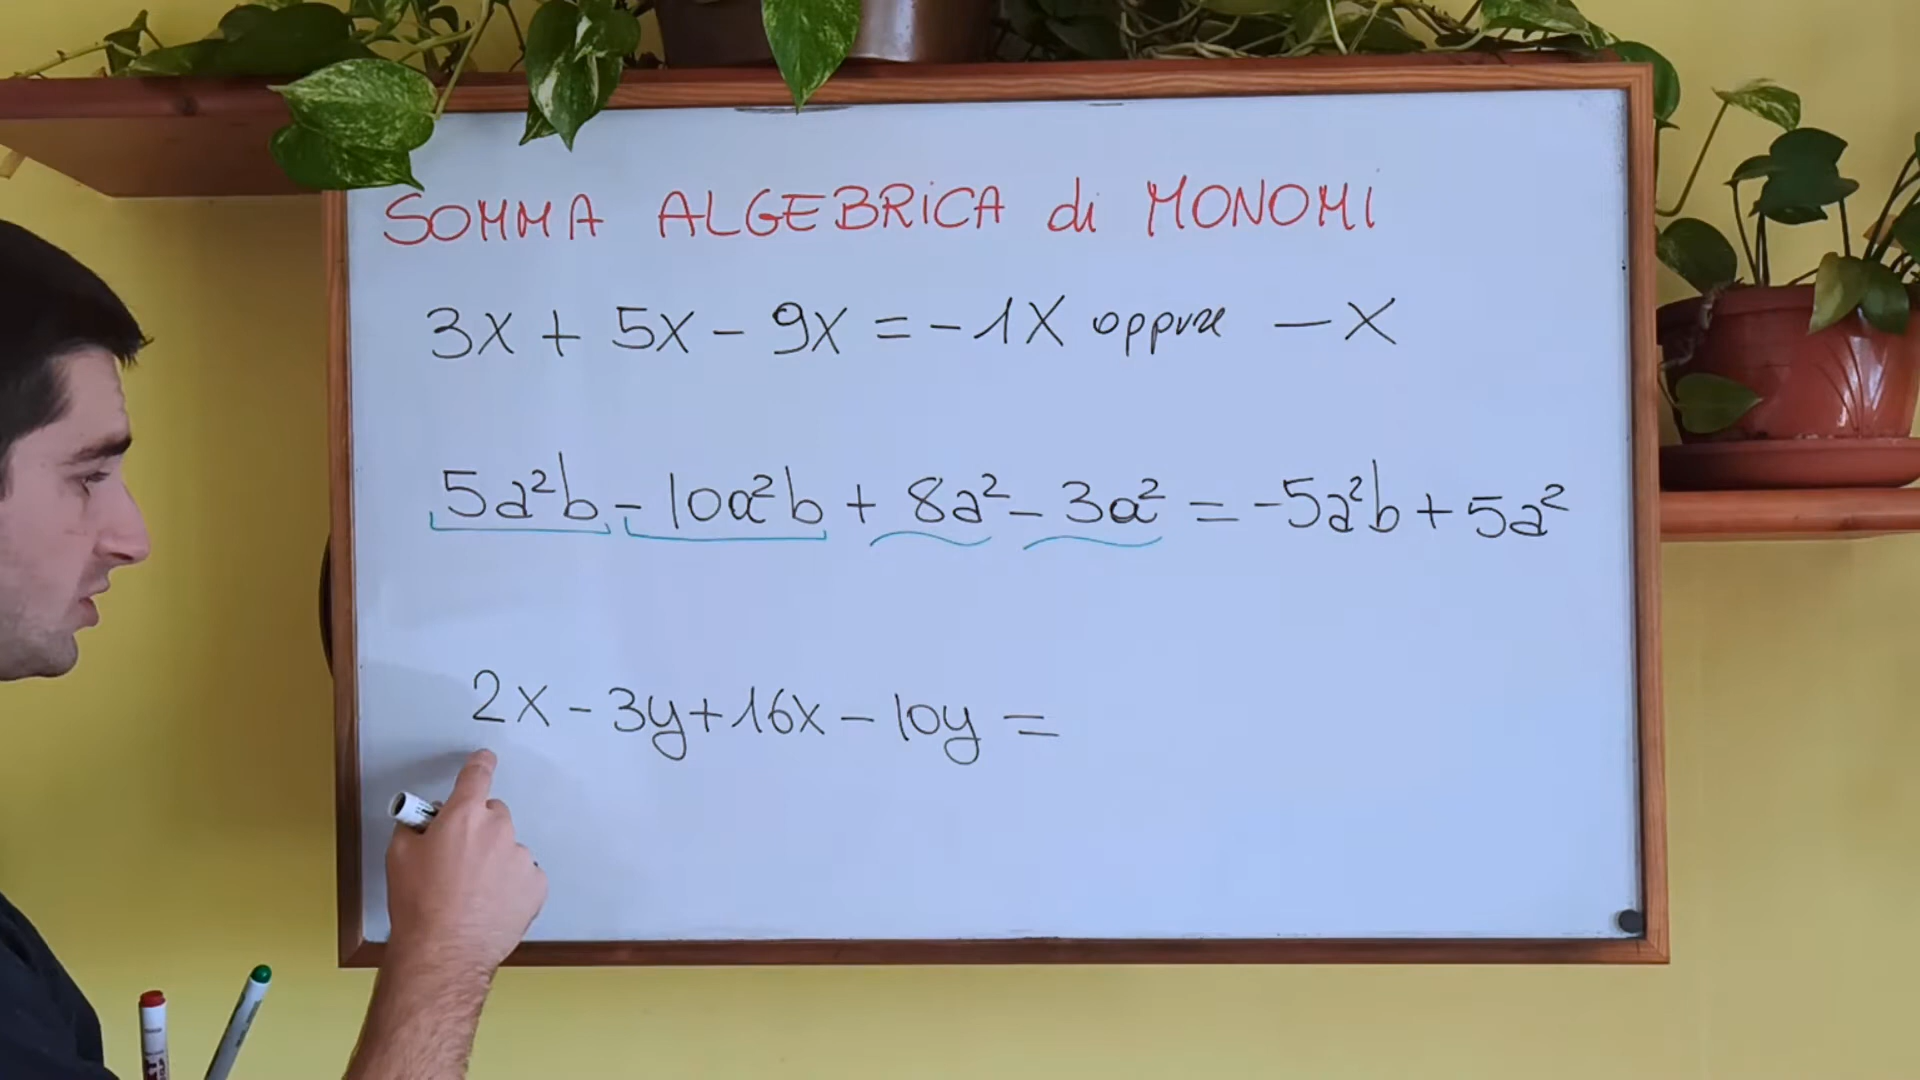 SOMMA ALGEBRICA di MONOMI
3x + 5x - 9x = - 1x oppure - x
5a²b - 10a²b + 8a² - 3a² = -5a²b + 5a²
2x - 3y + 16x - 10y =